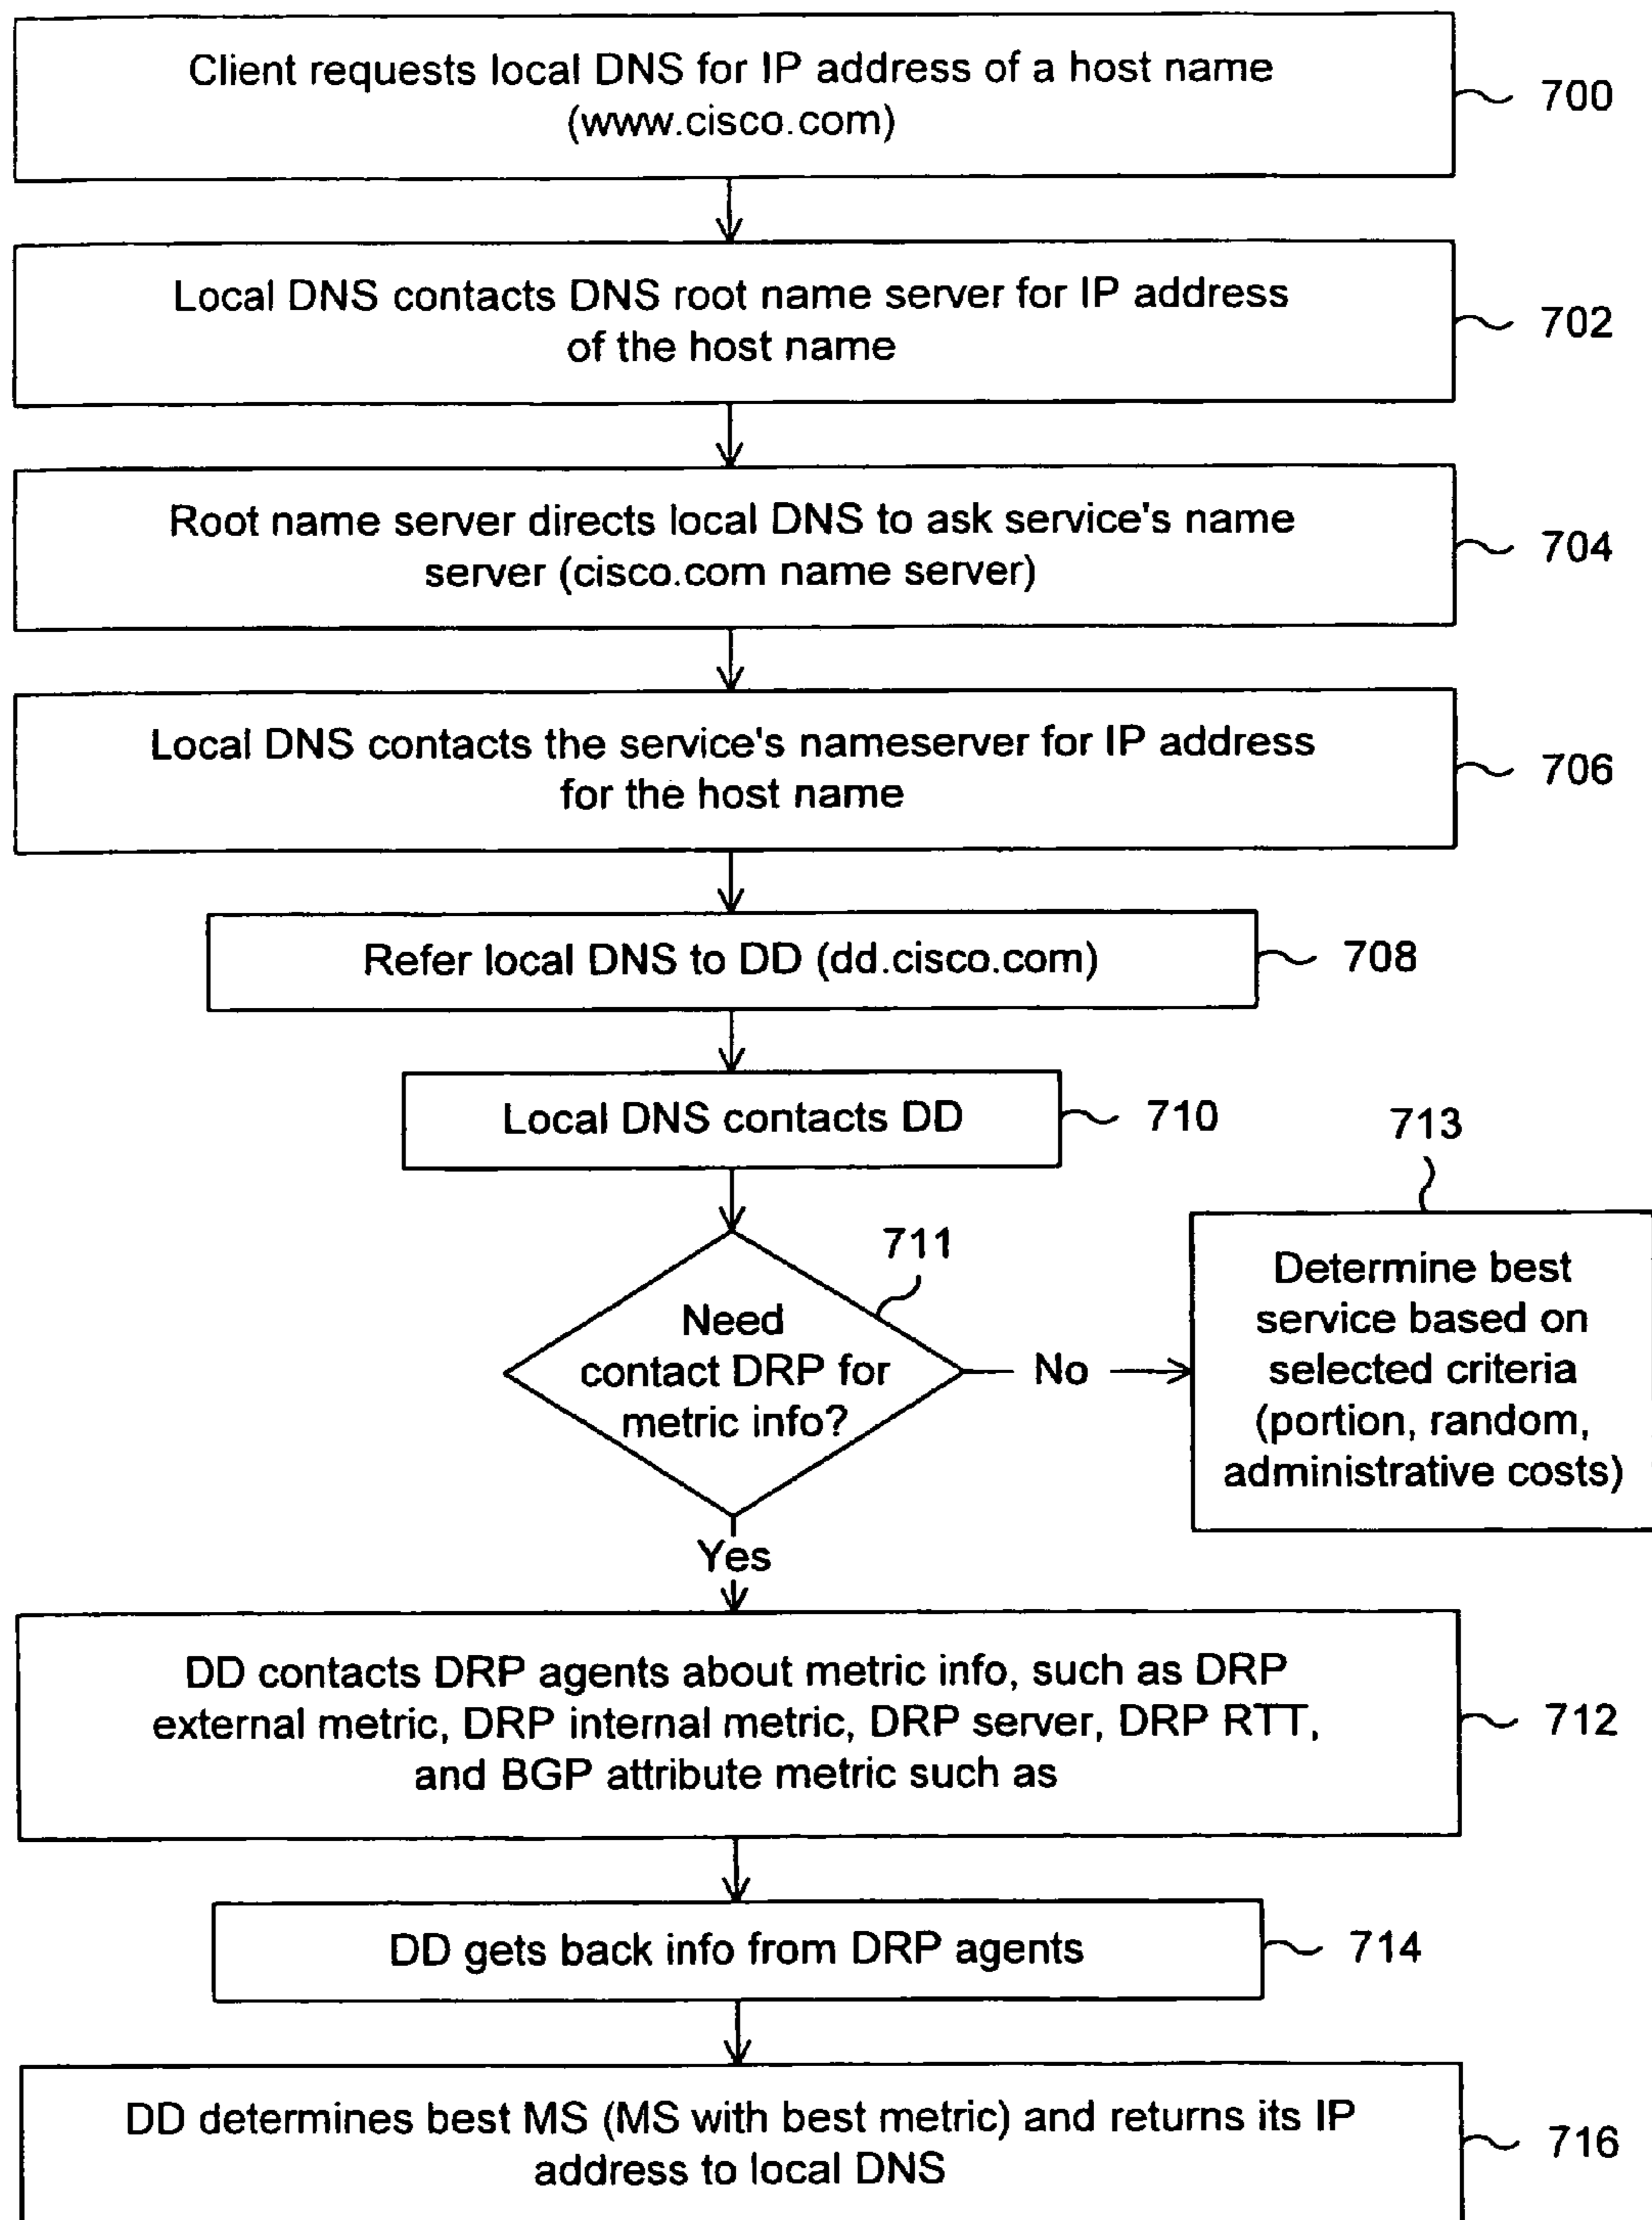 Client requests local DNS for IP address of a host name
(www.cisco.com)
700
Local DNS contacts DNS root name server for IP address
of the host name
702
Root name server directs local DNS to ask service's name
server (cisco.com name server)
704
Local DNS contacts the service's nameserver for IP address
for the host name
706
Refer local DNS to DD (dd.cisco.com)
708
Local DNS contacts DD
710
711
Need
contact DRP for
metric info?
No
713
Determine best
service based on
selected criteria
(portion, random,
administrative costs)
Yes
DD contacts DRP agents about metric info, such as DRP
external metric, DRP internal metric, DRP server, DRP RTT,
and BGP attribute metric such as
712
DD gets back info from DRP agents
714
DD determines best MS (MS with best metric) and returns its IP
address to local DNS
716